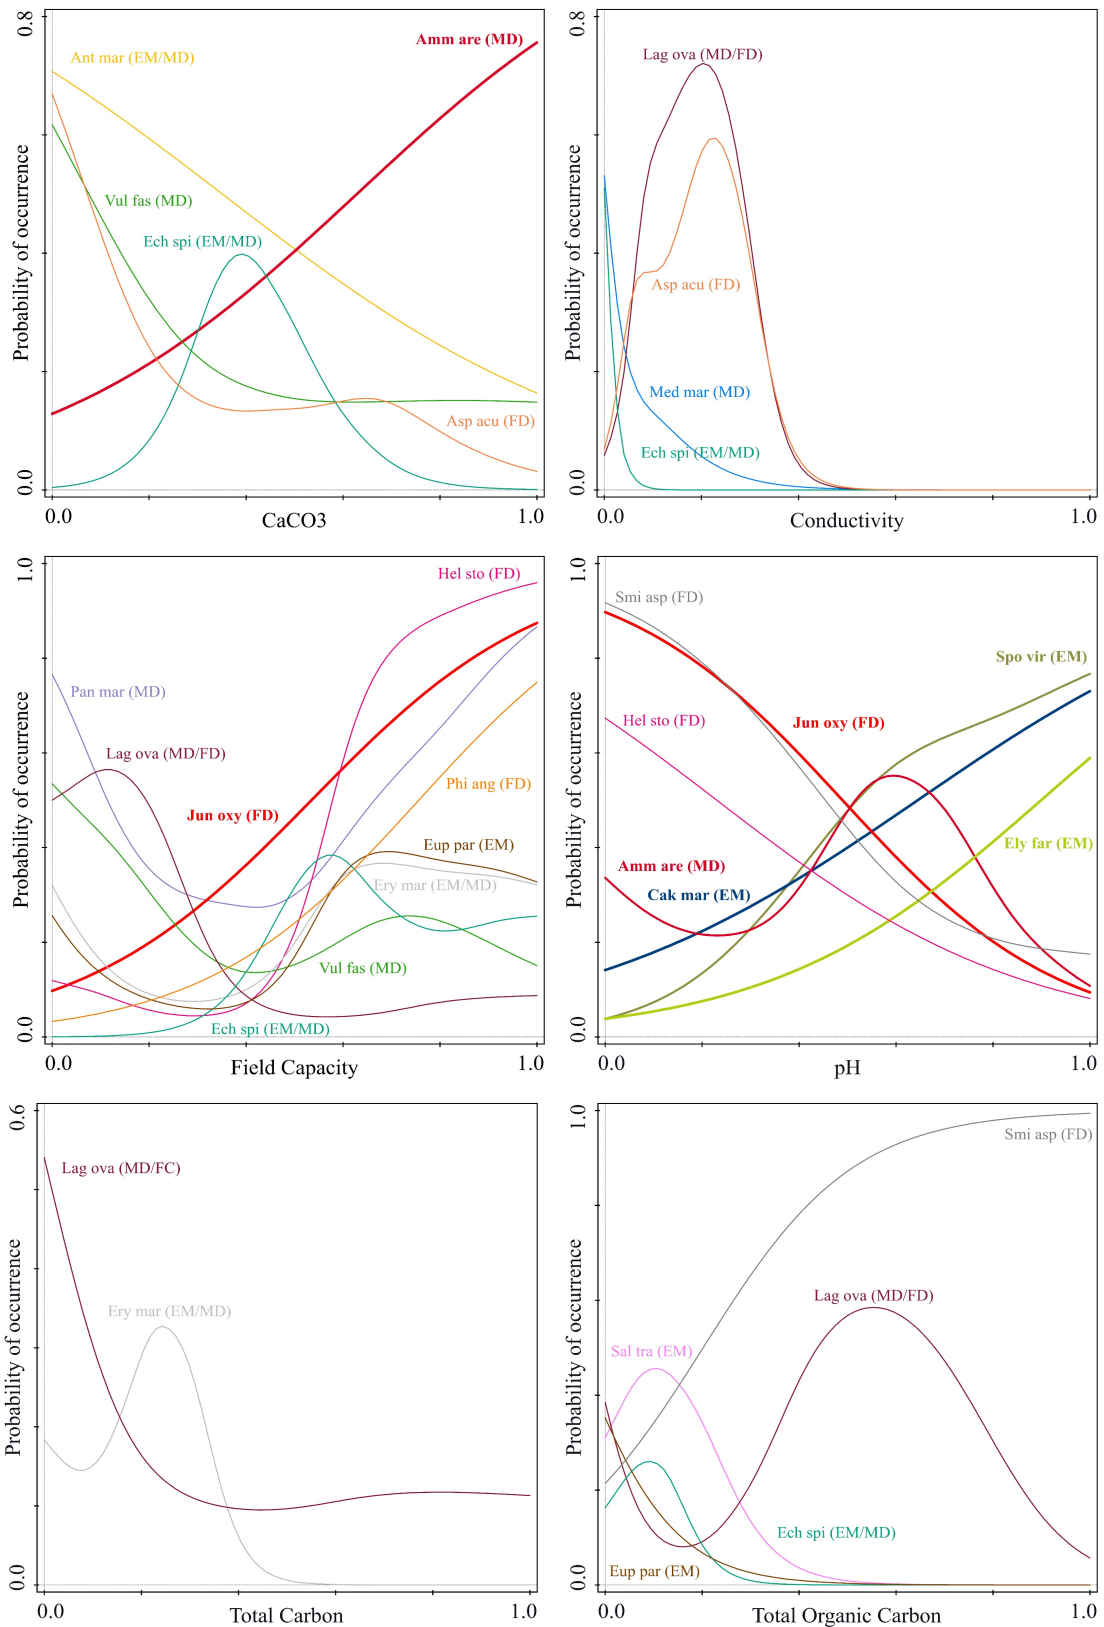 0.8
Amm are (MD)
Ant mar (EM/MD)
Vul fas (MD)
Ech spi (EM/MD)
Asp acu (FD)
Probability of occurrence
0.0
0.0
1.0
CaCO3
0.8
Lag ova (MD/FD)
Asp acu (FD)
Med mar (MD)
Ech spi (EM/MD)
Probability of occurrence
0.0
0.0
1.0
Conductivity
1.0
Hel sto (FD)
Pan mar (MD)
Lag ova (MD/FD)
Phi ang (FD)
Jun oxy (FD)
Eup par (EM)
Ery mar (EM/MD)
Vul fas (MD)
Ech spi (EM/MD)
Probability of occurrence
0.0
0.0
1.0
Field Capacity
1.0
Smi asp (FD)
Spo vir (EM)
Hel sto (FD)
Jun oxy (FD)
Ely far (EM)
Amm are (MD)
Cak mar (EM)
Probability of occurrence
0.0
0.0
1.0
pH
0.6
Lag ova (MD/FC)
Ery mar (EM/MD)
Probability of occurrence
0.0
0.0
1.0
Total Carbon
1.0
Smi asp (FD)
Lag ova (MD/FD)
Sal tra (EM)
Ech spi (EM/MD)
Eup par (EM)
Probability of occurrence
0.0
0.0
1.0
Total Organic Carbon